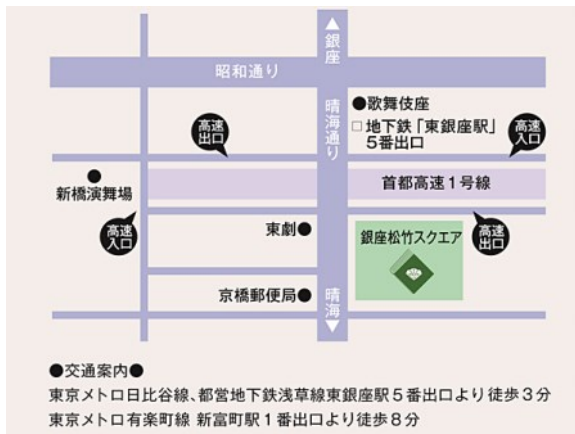 ▲銀座
昭和通り
晴海通り
●歌舞伎座
□地下鉄「東銀座駅」
5番出口
高速
出口
高速
入口
新橋演舞場
首都高速1号線
高速
入口
東劇●
銀座松竹スクエア
高速
出口
京橋郵便局●
晴海▼
●交通案内●
東京メトロ日比谷線、都営地下鉄浅草線東銀座駅5番出口より徒歩3分
東京メトロ有楽町線 新富町駅1番出口より徒歩8分